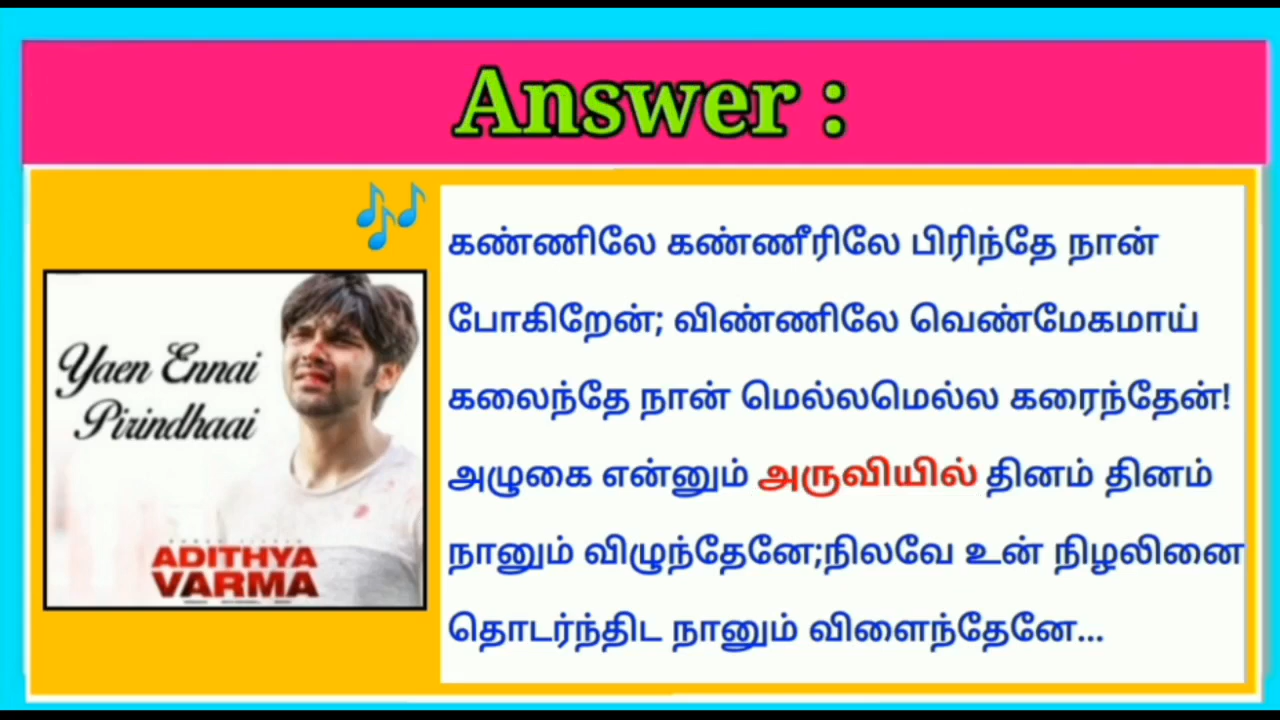 Answer :
கண்ணிலே கண்ணீரிலே பிரிந்தே நான்
போகிறேன்; விண்ணிலே வெண்மேகமாய்
கலைந்தே நான் மெல்லமெல்ல கரைந்தேன்!
அழுகை என்னும் அருவியில் தினம் தினம்
நானும் விழுந்தேனே;நிலவே உன் நிழலினை
தொடர்ந்திட நானும் விளைந்தேனே...
Yaen Ennai
Pirindhaai
ADITHYA
VARMA